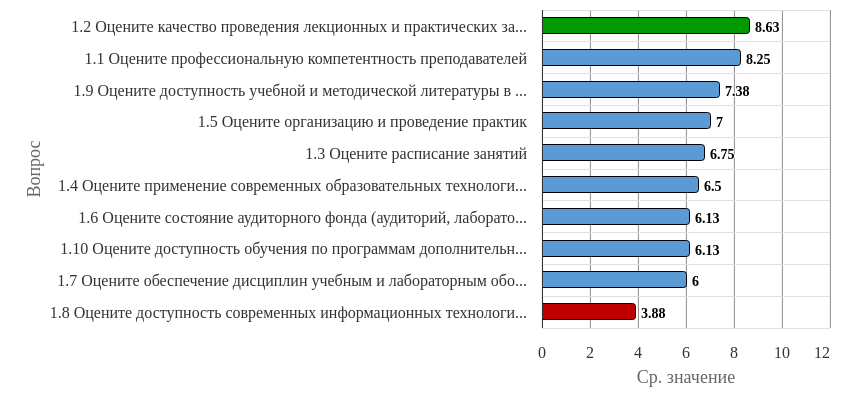 1.2 Оцените качество проведения лекционных и практических за... 8.63
1.1 Оцените профессиональную компетентность преподавателей 8.25
1.9 Оцените доступность учебной и методической литературы в ... 7.38
1.5 Оцените организацию и проведение практик 7
1.3 Оцените расписание занятий 6.75
1.4 Оцените применение современных образовательных технологи... 6.5
1.6 Оцените состояние аудиторного фонда (аудиторий, лаборато... 6.13
1.10 Оцените доступность обучения по программам дополнительн... 6.13
1.7 Оцените обеспечение дисциплин учебным и лабораторным обо... 6
1.8 Оцените доступность современных информационных технологи... 3.88
Вопрос
0 2 4 6 8 10 12
Ср. значение